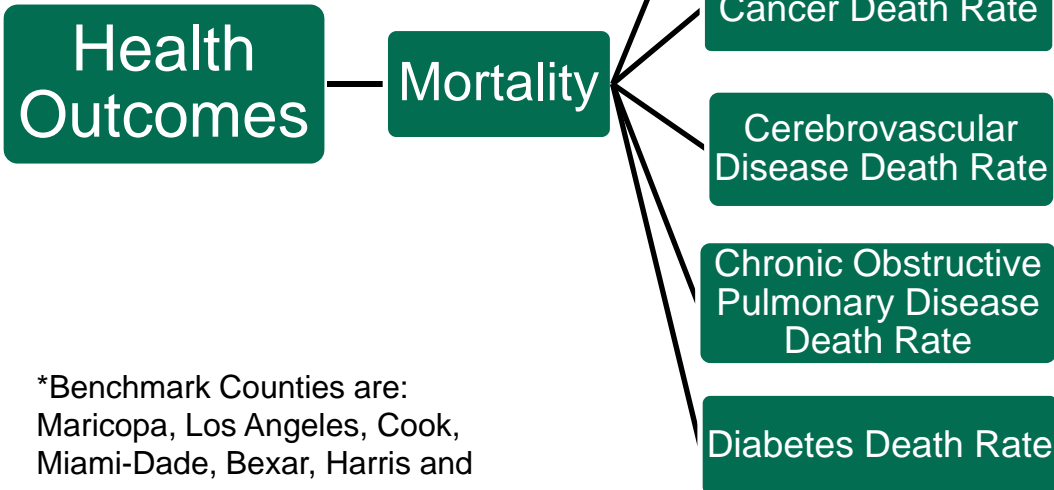 Health
Outcomes
Mortality
Cancer Death Rate
Cerebrovascular
Disease Death Rate
Chronic Obstructive
Pulmonary Disease
Death Rate
Diabetes Death Rate
*Benchmark Counties are:
Maricopa, Los Angeles, Cook,
Miami-Dade, Bexar, Harris and